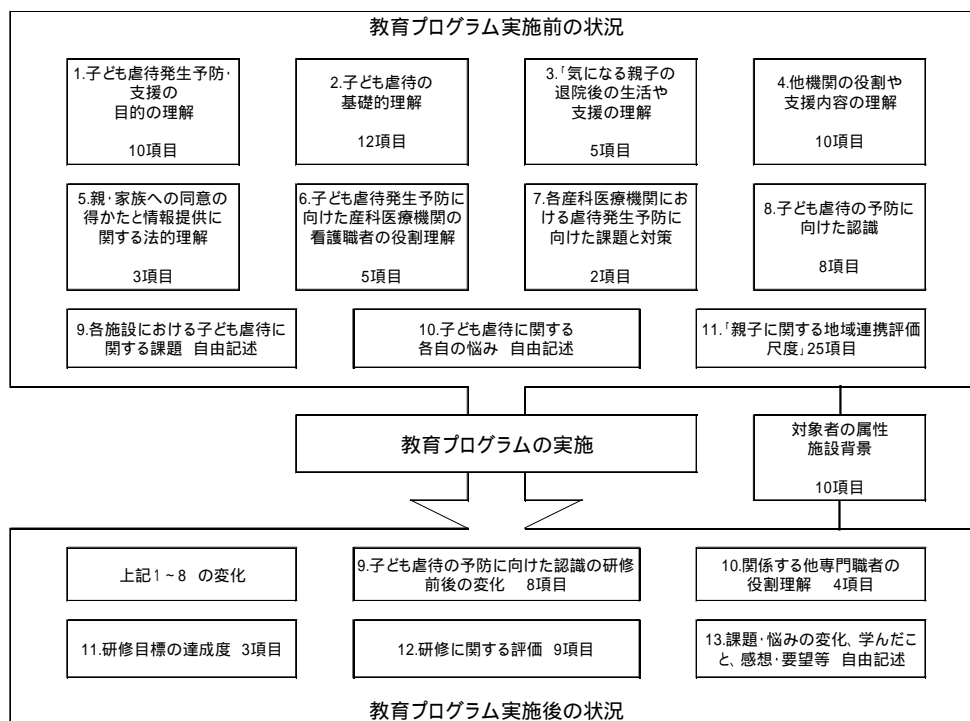 教育プログラム実施前の状況
1.子ども虐待発生予防･
支援の
目的の理解
10項目
2.子ども虐待の
基礎的理解
12項目
3.｢気になる親子の
退院後の生活や
支援の理解
5項目
4.他機関の役割や
支援内容の理解
10項目
5.親･家族への同意の
得かたと情報提供に
関する法的理解
3項目
6.子ども虐待発生予防に
向けた産科医療機関の
看護職者の役割理解
5項目
7.各産科医療機関にお
ける虐待発生予防に
向けた課題と対策
2項目
8.子ども虐待の予防に
向けた認識
8項目
9.各施設における子ども虐待に
関する課題 自由記述
10.子ども虐待に関する
各自の悩み 自由記述
11.｢親子に関する地域連携評価
尺度｣25項目
教育プログラムの実施
対象者の属性
施設背景
10項目
上記1～8 の変化
9.子ども虐待の予防に向けた認識の研修
前後の変化 8項目
10.関係する他専門職者の
役割理解 4項目
11.研修目標の達成度 3項目
12.研修に関する評価 9項目
13.課題･悩みの変化、学んだこ
と、感想･要望等 自由記述
教育プログラム実施後の状況